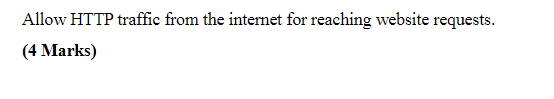 Allow HTTP traffic from the internet for reaching website requests.
(4 Marks)